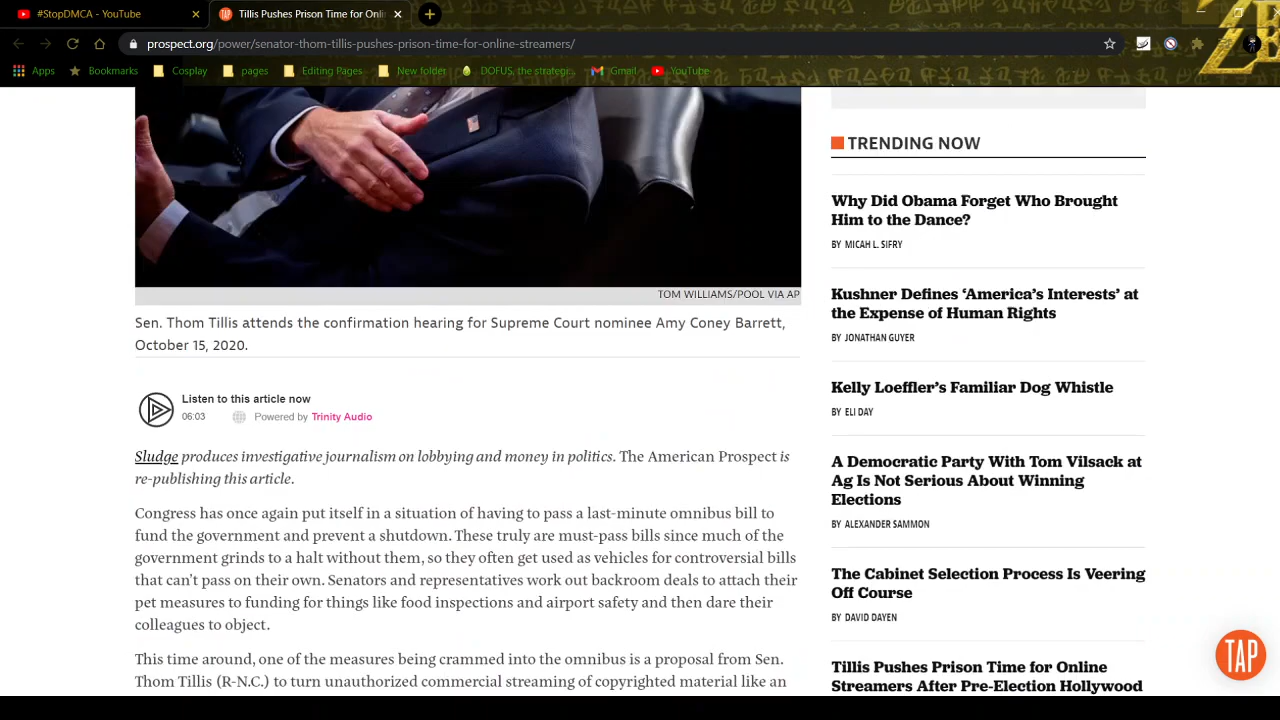 #StopDMCA - YouTube
Tillis Pushes Prison Time for Onli
prospect.org/power/senator-thom-tillis-pushes-prison-time-for-online-streamers/
Apps
Bookmarks
Cosplay
pages
Editing Pages
New folder
DOFUS, the strategi...
Gmail
YouTube
TOM WILLIAMS/POOL VIA AP
Sen. Thom Tillis attends the confirmation hearing for Supreme Court nominee Amy Coney Barrett,
October 15, 2020.
Listen to this article now
06:03
Powered by Trinity Audio
Sludge produces investigative journalism on lobbying and money in politics. The American Prospect is
re-publishing this article.
Congress has once again put itself in a situation of having to pass a last-minute omnibus bill to
fund the government and prevent a shutdown. These truly are must-pass bills since much of the
government grinds to a halt without them, so they often get used as vehicles for controversial bills
that can't pass on their own. Senators and representatives work out backroom deals to attach their
pet measures to funding for things like food inspections and airport safety and then dare their
colleagues to object.
This time around, one of the measures being crammed into the omnibus is a proposal from Sen.
Thom Tillis (R-N.C.) to turn unauthorized commercial streaming of copyrighted material like an
TRENDING NOW
Why Did Obama Forget Who Brought
Him to the Dance?
BY MICAH L. SIFRY
Kushner Defines ‘America's Interests’ at
the Expense of Human Rights
BY JONATHAN GUYER
Kelly Loeffler's Familiar Dog Whistle
BY ELI DAY
A Democratic Party With Tom Vilsack at
Ag Is Not Serious About Winning
Elections
BY ALEXANDER SAMMON
The Cabinet Selection Process Is Veering
Off Course
BY DAVID DAYEN
Tillis Pushes Prison Time for Online
Streamers After Pre-Election Hollywood
TAP